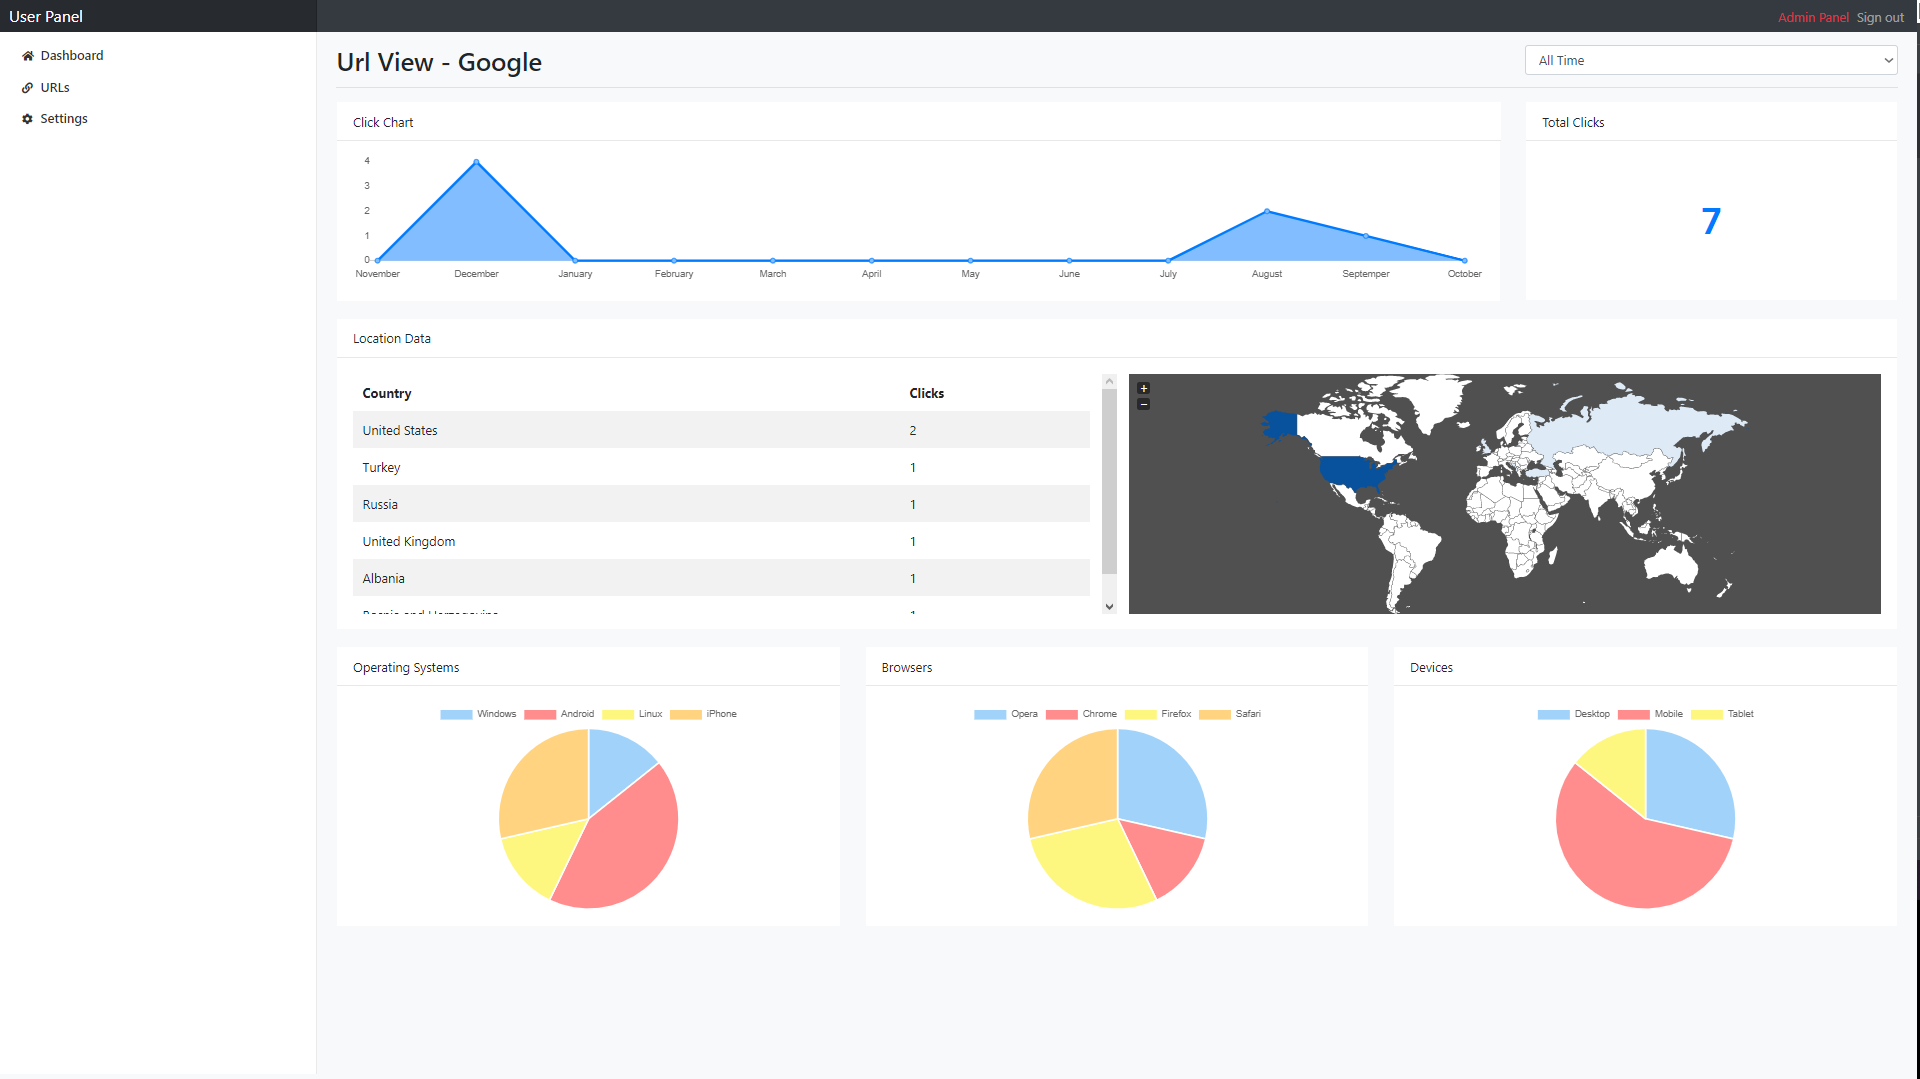 User Panel
Admin Panel Sign out
Dashboard
URLs
Settings
Url View - Google
All Time
Click Chart
4
3
2
1
0
November December January February March April May June July August Septemper October
Total Clicks
7
Location Data
Country Clicks
United States 2
Turkey 1
Russia 1
United Kingdom 1
Albania 1
Bosnia and Herzegovina 1
+
−
Operating Systems
Windows Android Linux iPhone
Browsers
Opera Chrome Firefox Safari
Devices
Desktop Mobile Tablet